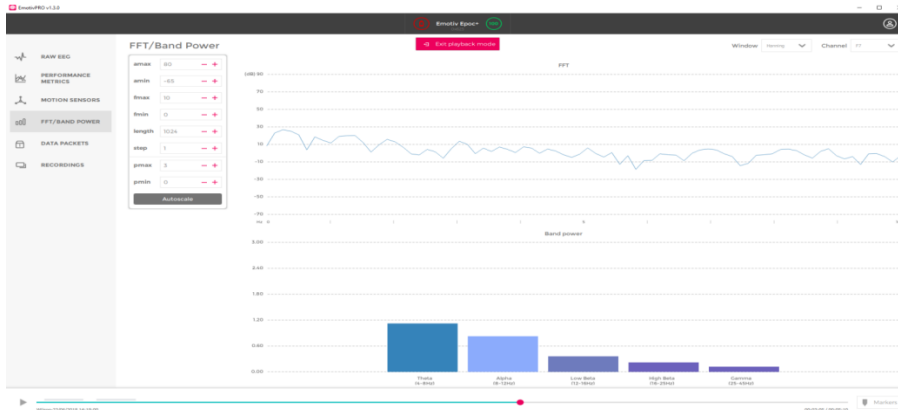 EmotivPRO v1.5.0
Emotiv Epoc+
100
FFT/Band Power
Exit playback mode
Window
Hanning
Channel
F7
RAW EEG
PERFORMANCE
METRICS
MOTION SENSORS
FFT/BAND POWER
DATA PACKETS
RECORDINGS
amax 80 - +
amin -65 - +
fmax 10 - +
fmin 0 - +
length 1024 - +
step 1 - +
pmax 3 - +
pmin 0 - +
Autoscale
FFT
70
50
30
10
-10
-30
-50
-70
Band power
3.00
2.40
1.80
1.20
0.60
0.00
Theta
(4-8Hz)
Alpha
(8-12Hz)
Low Beta
(12-16Hz)
High Beta
(16-25Hz)
Gamma
(25-45Hz)
Markers